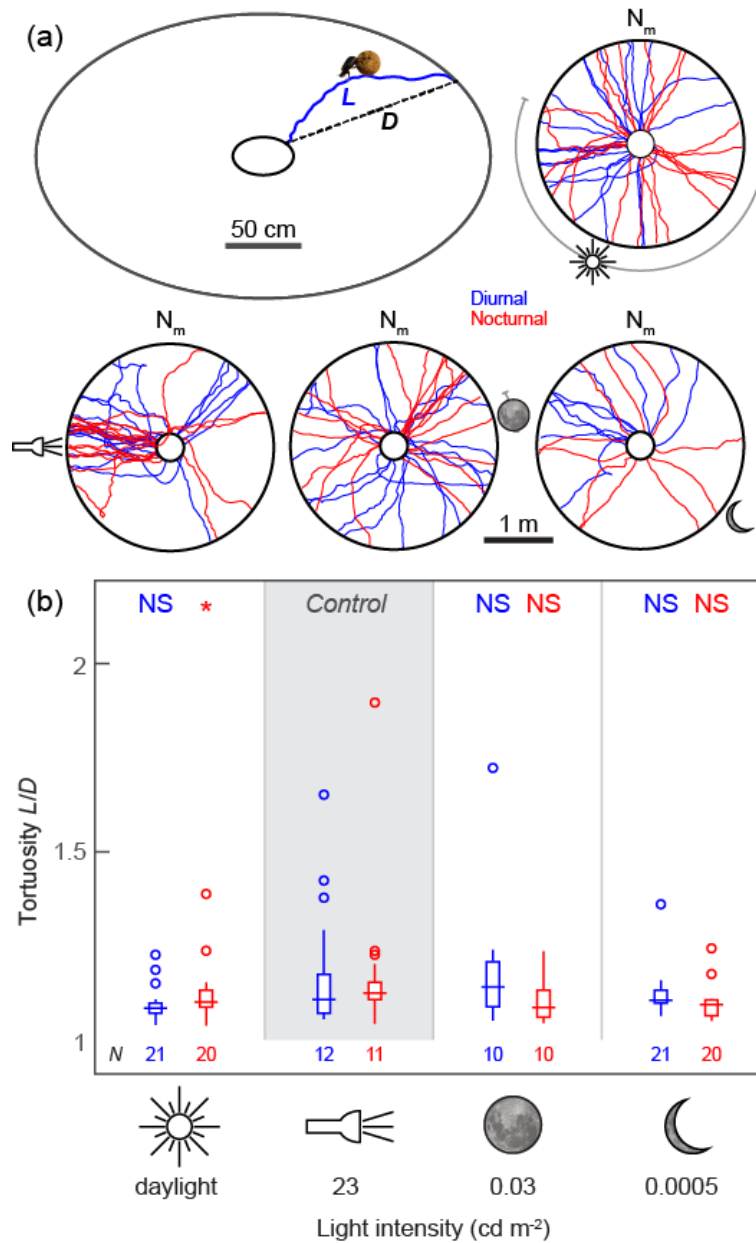 (a)
N
m
L
D
50 cm
Diurnal
Nocturnal
N
m
N
m
N
m
1 m
(b)
NS * Control NS NS NS NS
2
1.5
1
Tortuosity L/D
N 21 20 12 11 10 10 21 20
daylight 23 0.03 0.0005
Light intensity (cd m-2)